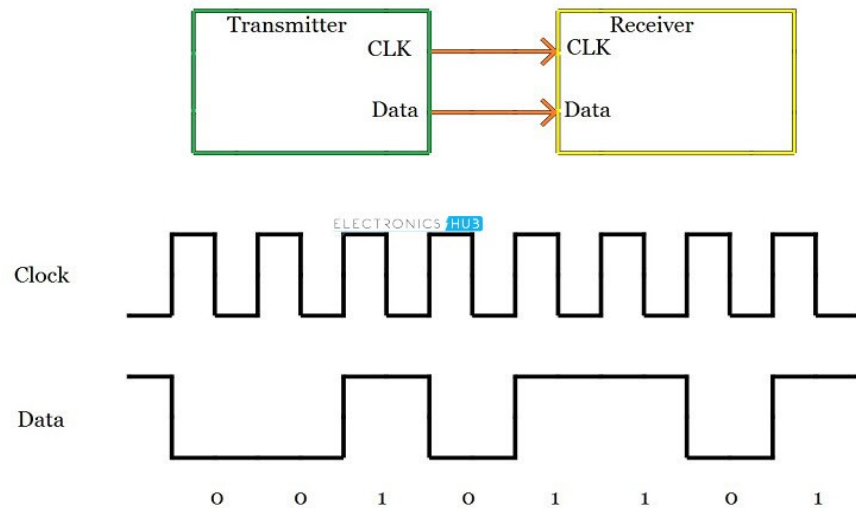 Transmitter Receiver
CLK CLK
Data Data
ELECTRONICS HUB
Clock
Data
0 0 1 0 1 1 0 1